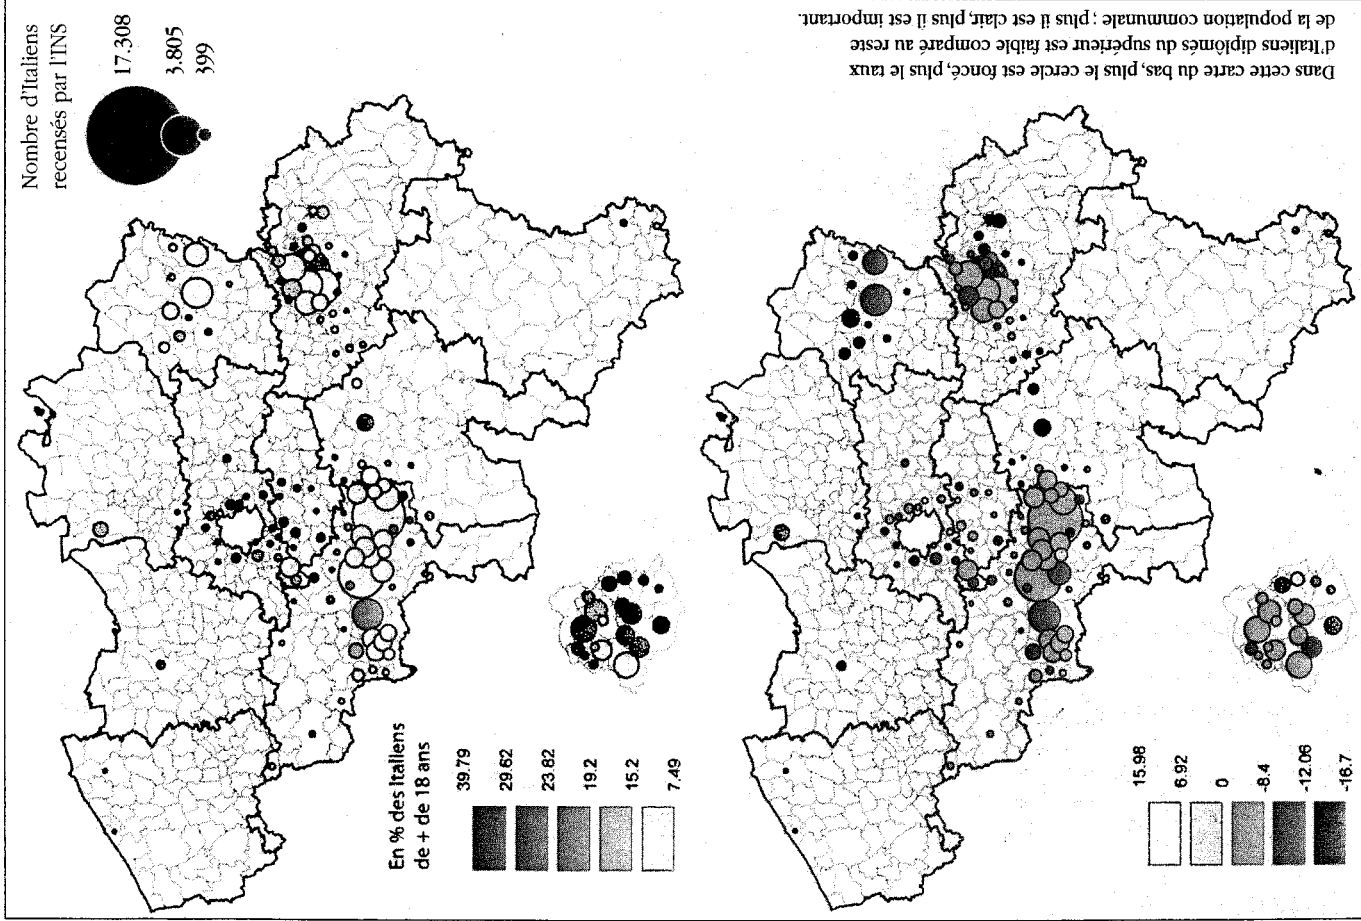 Nombre d'Italiens
recensés par l'INS
17.308
3.805
399
En % des Italiens
de + de 18 ans
39.79
29.62
23.82
19.2
15.2
7.49
Dans cette carte du bas, plus le cercle est foncé, plus le taux
d'Italiens diplômés du supérieur est faible comparé au reste
de la population communale ; plus il est clair, plus il est important.
15.98
6.92
0
-8.4
-12.06
-16.7